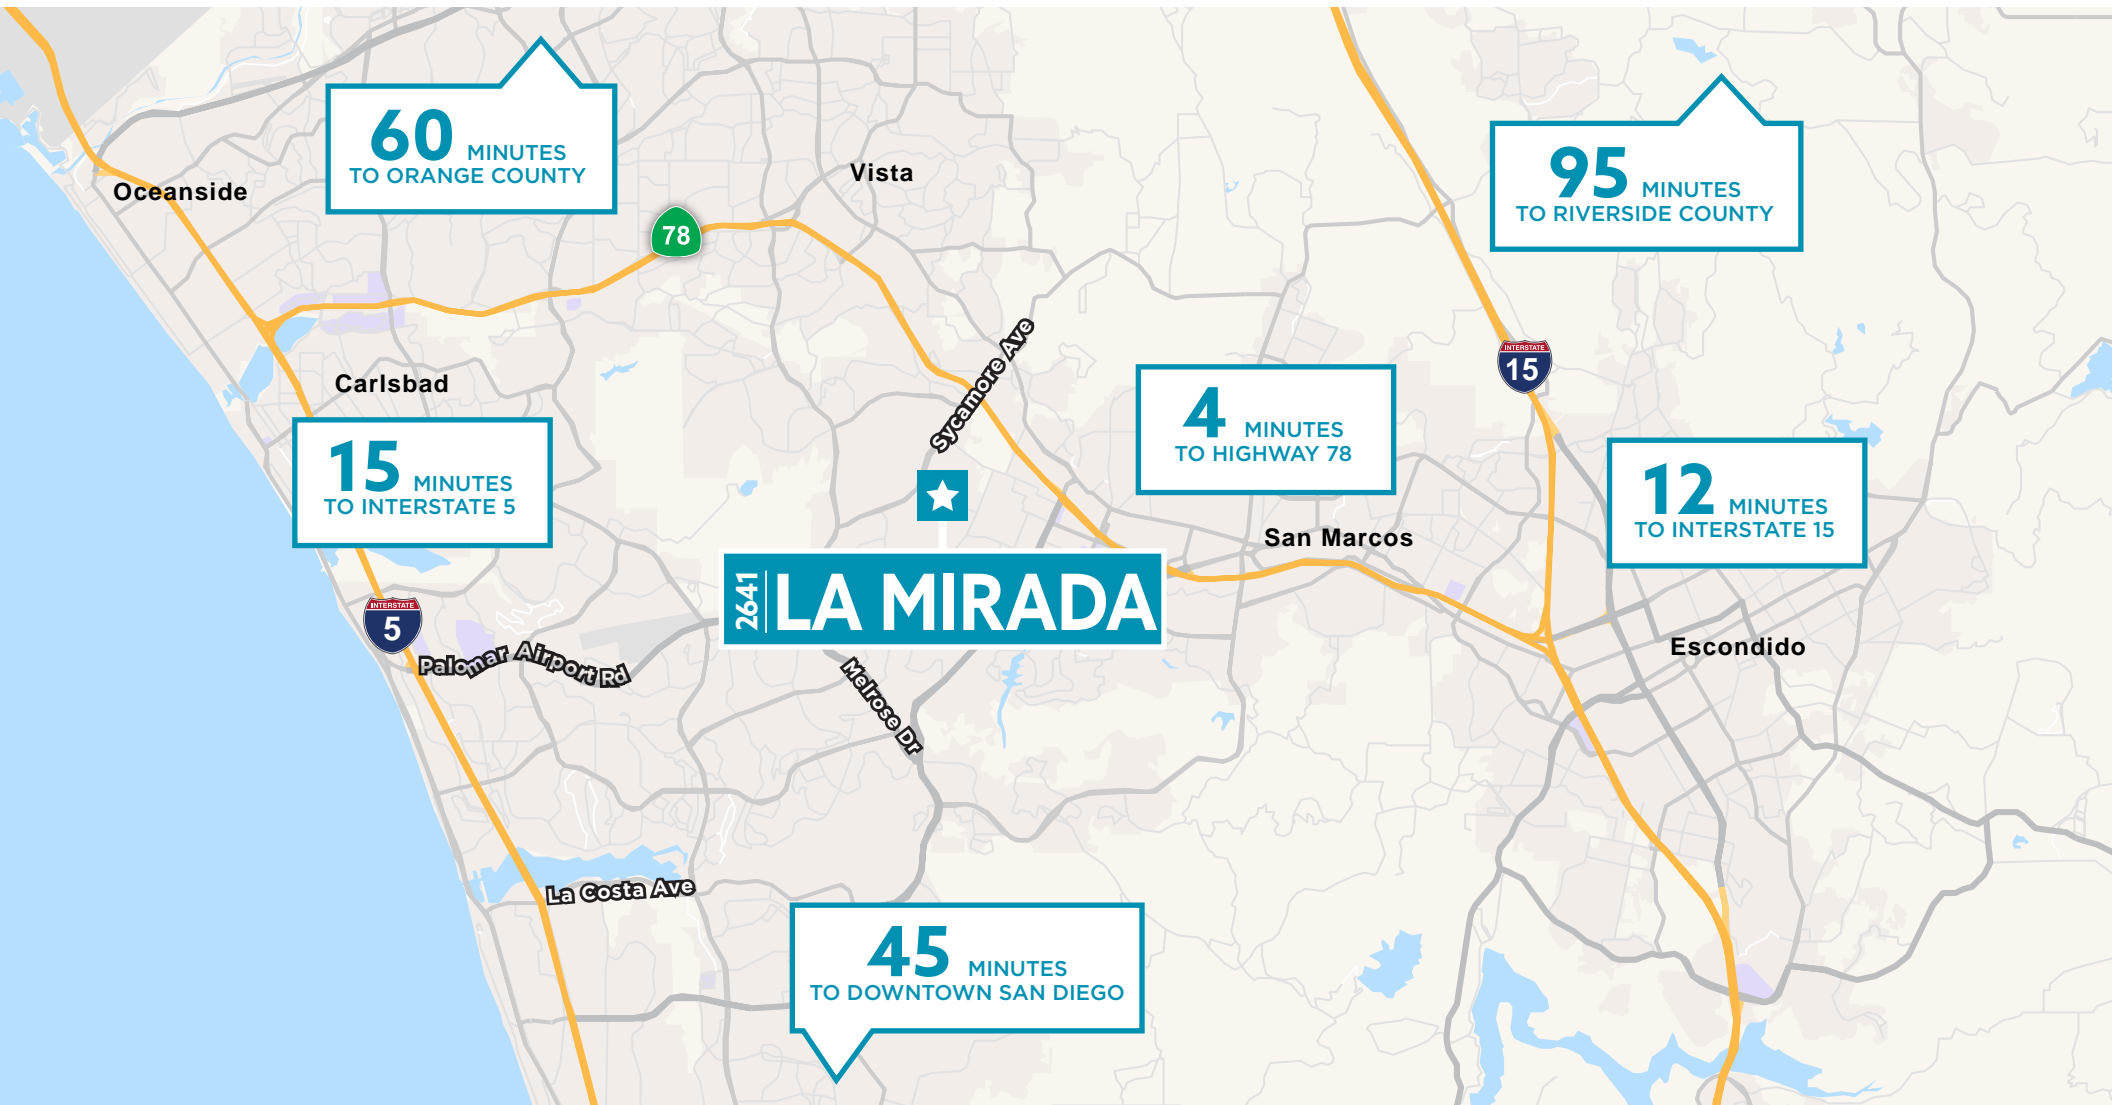 60 MINUTES
TO ORANGE COUNTY
95 MINUTES
TO RIVERSIDE COUNTY
Oceanside
Vista
78
Sycamore Ave
INTERSTATE
15
Carlsbad
4 MINUTES
TO HIGHWAY 78
15 MINUTES
TO INTERSTATE 5
12 MINUTES
TO INTERSTATE 15
San Marcos
2641 LA MIRADA
INTERSTATE
5
Palomar Airport Rd
Melrose Dr
Escondido
La Costa Ave
45 MINUTES
TO DOWNTOWN SAN DIEGO